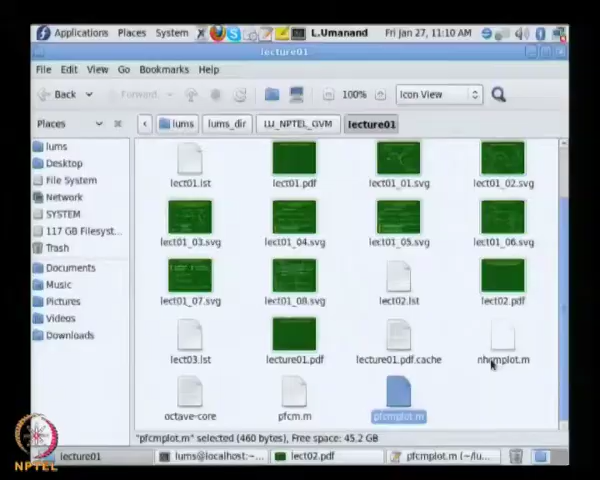 Applications Places System L.Umanand Fri Jan 27, 11:10 AM
lecture01
File Edit View Go Bookmarks Help
Back Forward 100% Icon View
Places lums lums_dir LU_NPTEL_GVM lecture01
lums
Desktop
File System
Network
SYSTEM
117 GB Filesyst...
Trash
Documents
Music
Pictures
Videos
Downloads
lect01.lst lect01.pdf lect01_01.svg lect01_02.svg
lect01_03.svg lect01_04.svg lect01_05.svg lect01_06.svg
lect01_07.svg lect01_08.svg lect02.lst lect02.pdf
lect03.lst lecture01.pdf lecture01.pdf.cache
octave-core pfcm.m pfcmplot.m
"pfcmplot.m" selected (460 bytes), Free space: 45.2 GB
NPTEL
lecture01 lums@localhost:~... lect02.pdf pfcmplot.m (~/lu...